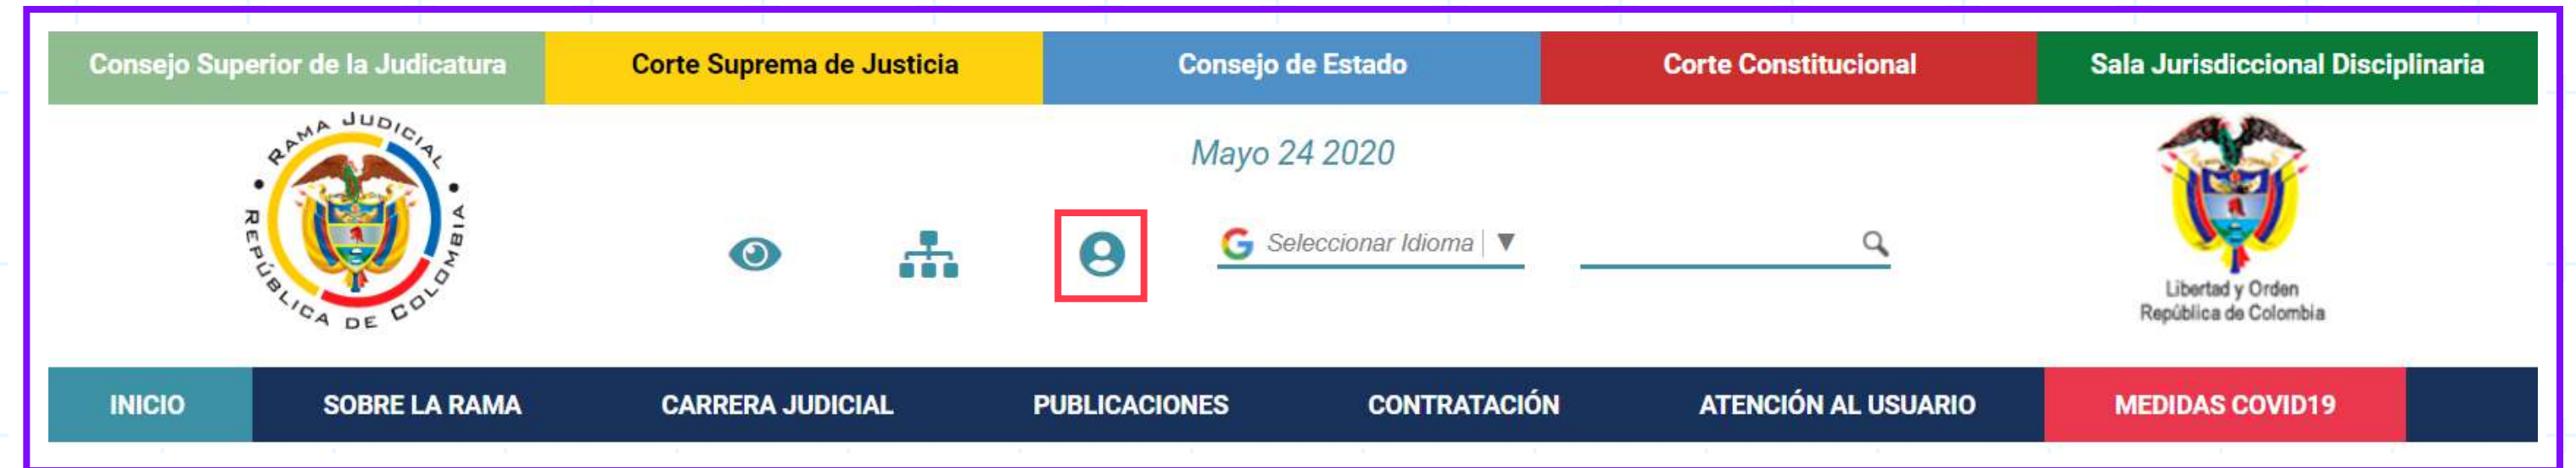 Consejo Superior de la Judicatura
Corte Suprema de Justicia
Consejo de Estado
Corte Constitucional
Sala Jurisdiccional Disciplinaria
RAMA JUDICIAL
REPÚBLICA DE COLOMBIA
Mayo 24 2020
G Seleccionar Idioma ▼
Libertad y Orden
República de Colombia
INICIO
SOBRE LA RAMA
CARRERA JUDICIAL
PUBLICACIONES
CONTRATACIÓN
ATENCIÓN AL USUARIO
MEDIDAS COVID19